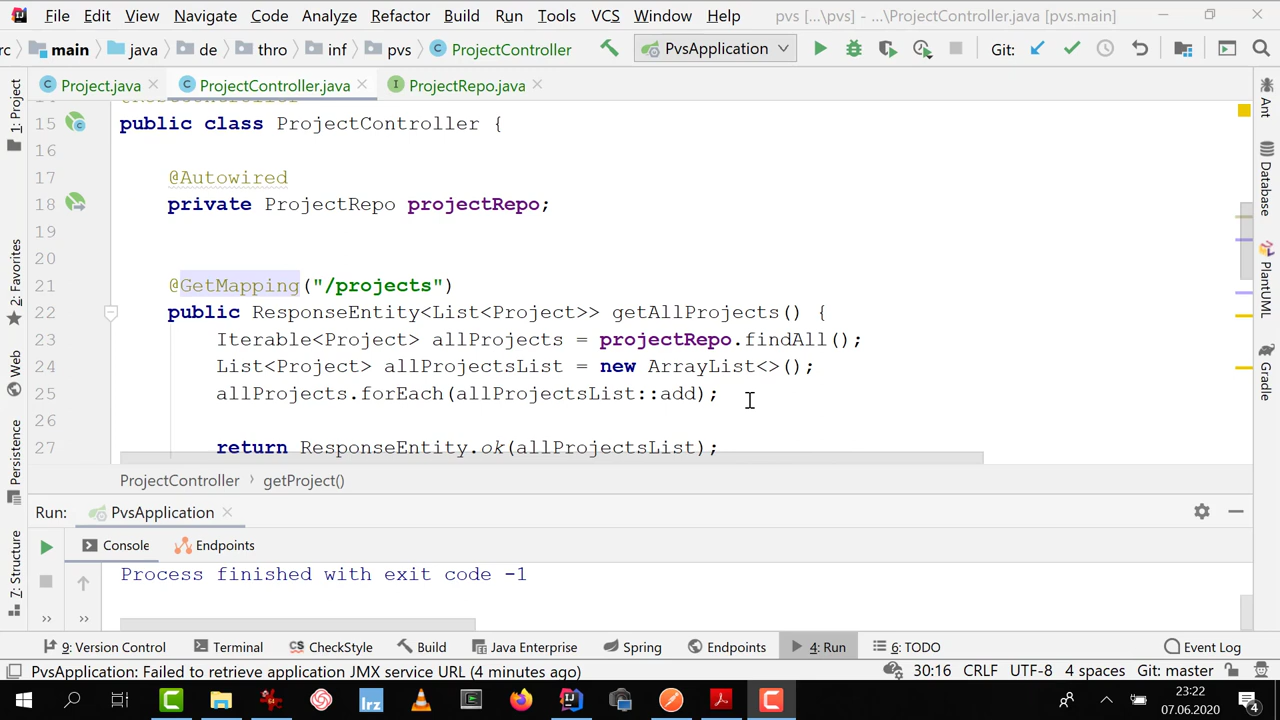 File Edit View Navigate Code Analyze Refactor Build Run Tools VCS Window Help pvs [...\pvs] - ...\ProjectController.java [pvs.main]
rc main java de thro inf pvs ProjectController PvsApplication Git:
Project.java ProjectController.java ProjectRepo.java
15 public class ProjectController {
16
17 @Autowired
18 private ProjectRepo projectRepo;
19
20
21 @GetMapping("/projects")
22 public ResponseEntity<List<Project>> getAllProjects() {
23 Iterable<Project> allProjects = projectRepo.findAll();
24 List<Project> allProjectsList = new ArrayList<>();
25 allProjects.forEach(allProjectsList::add);
26
27 return ResponseEntity.ok(allProjectsList);
ProjectController › getProject()
Run: PvsApplication
Console Endpoints
Process finished with exit code -1
1: Project
2: Favorites
Web
Persistence
7: Structure
Ant
Database
PlantUML
Gradle
9: Version Control Terminal CheckStyle Build Java Enterprise Spring Endpoints 4: Run 6: TODO Event Log
PvsApplication: Failed to retrieve application JMX service URL (4 minutes ago) 30:16 CRLF UTF-8 4 spaces Git: master
lrz
23:22
07.06.2020
4